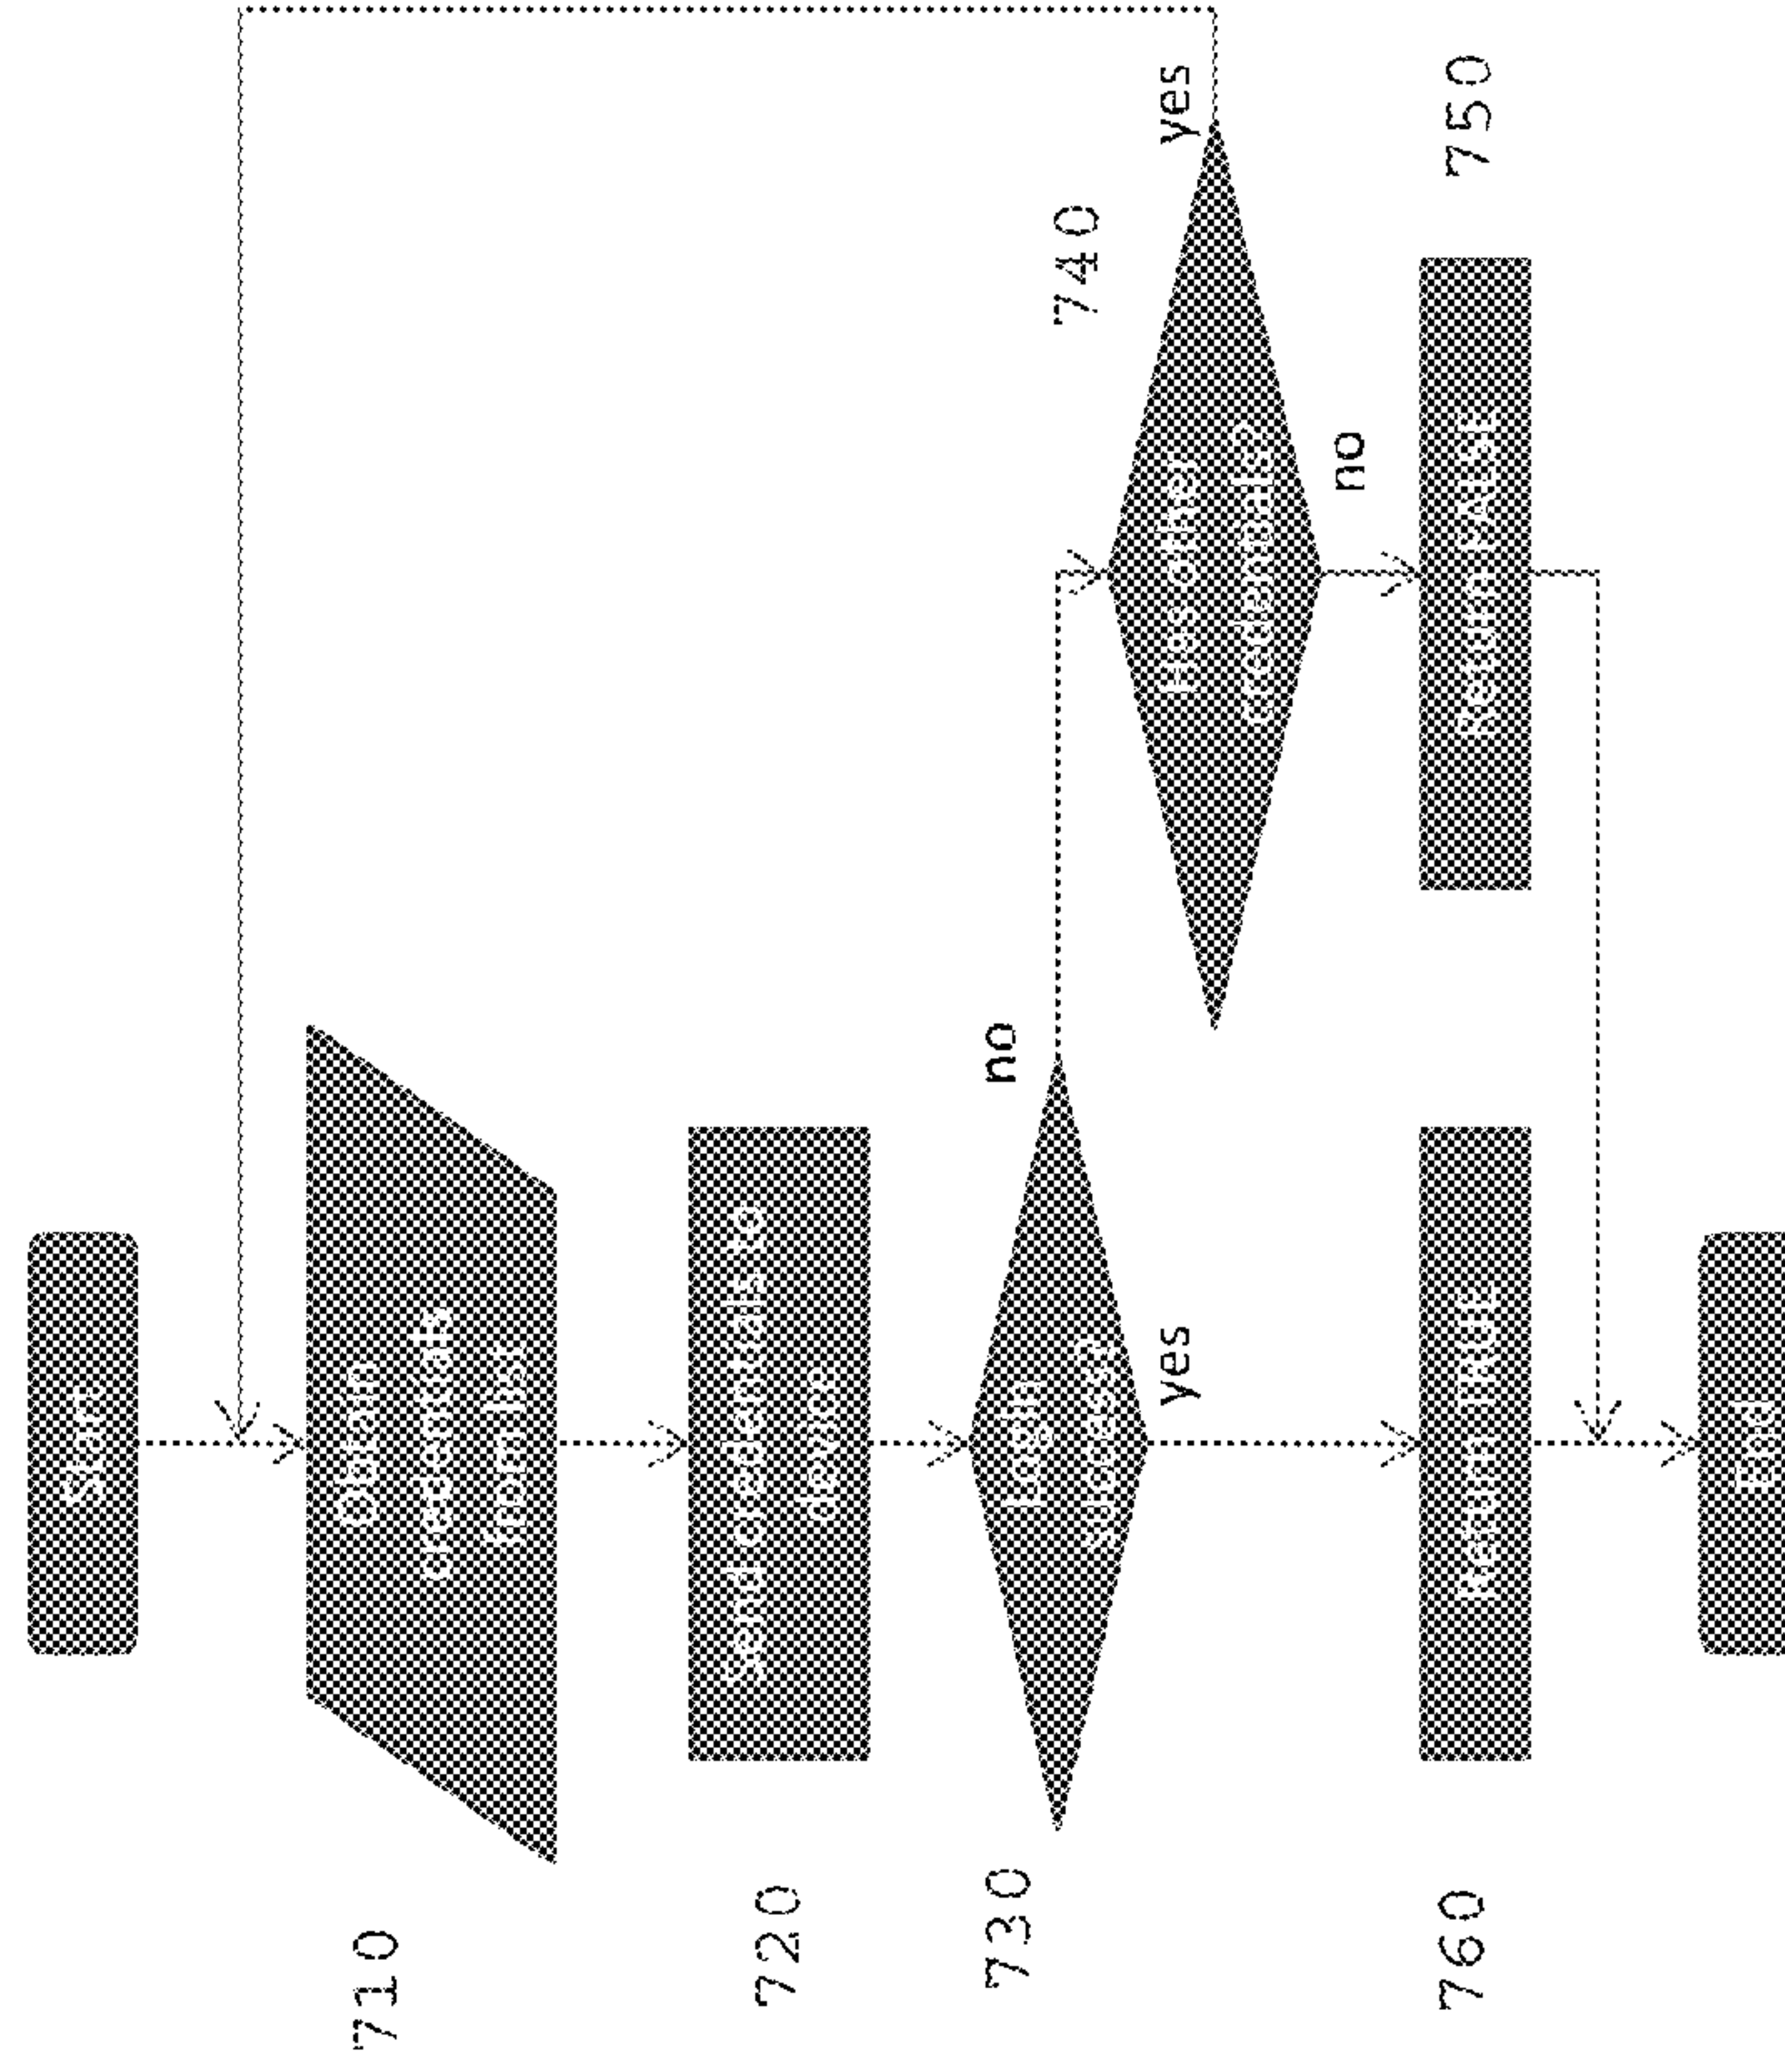 Start
710
Obtain
credentials
from list
720
Send credentials to
device
730
Login
success
no
yes
740
Has other
credentials?
yes
no
750
Return FALSE
760
Return TRUE
End